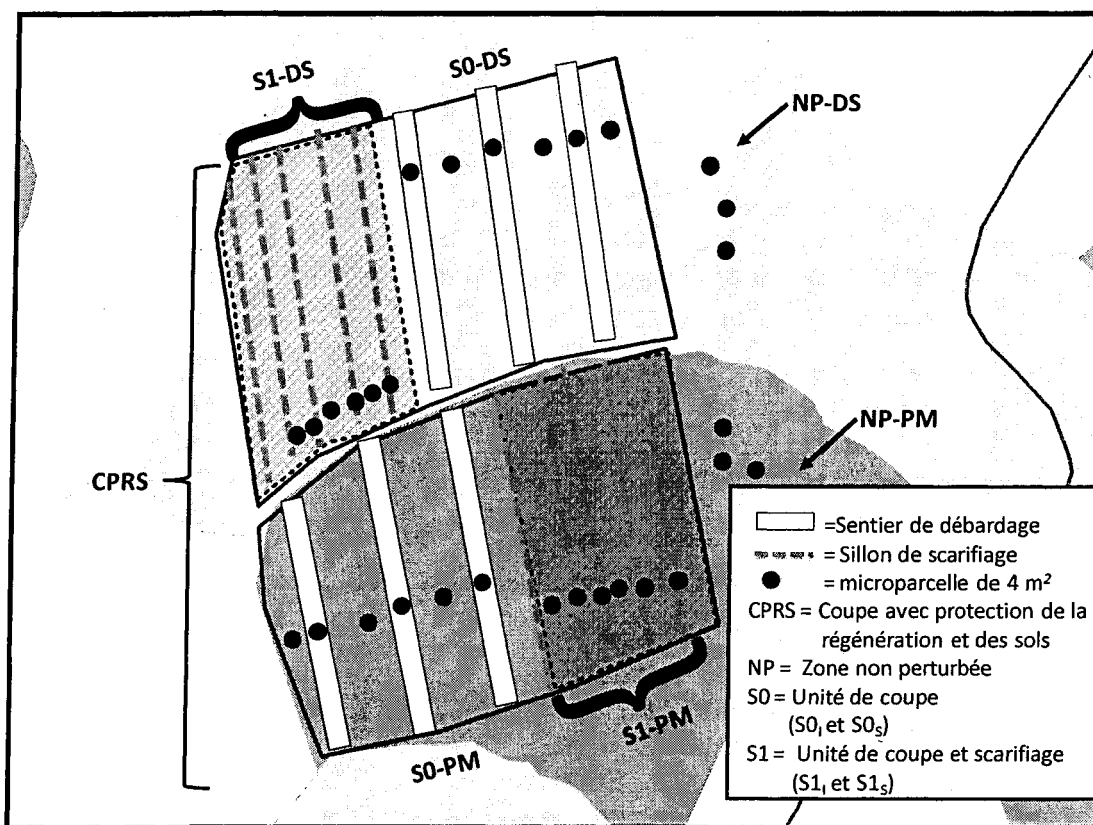 S1-DS
S0-DS
NP-DS
NP-PM
CPRS
S1-PM
S0-PM
=Sentier de débardage
= Sillon de scarifiage
= microparcelle de 4 m²
CPRS = Coupe avec protection de la
régénération et des sols
NP = Zone non perturbée
S0 = Unité de coupe
(S0ᵢ et S0ₛ)
S1 = Unité de coupe et scarifiage
(S1ᵢ et S1ₛ)